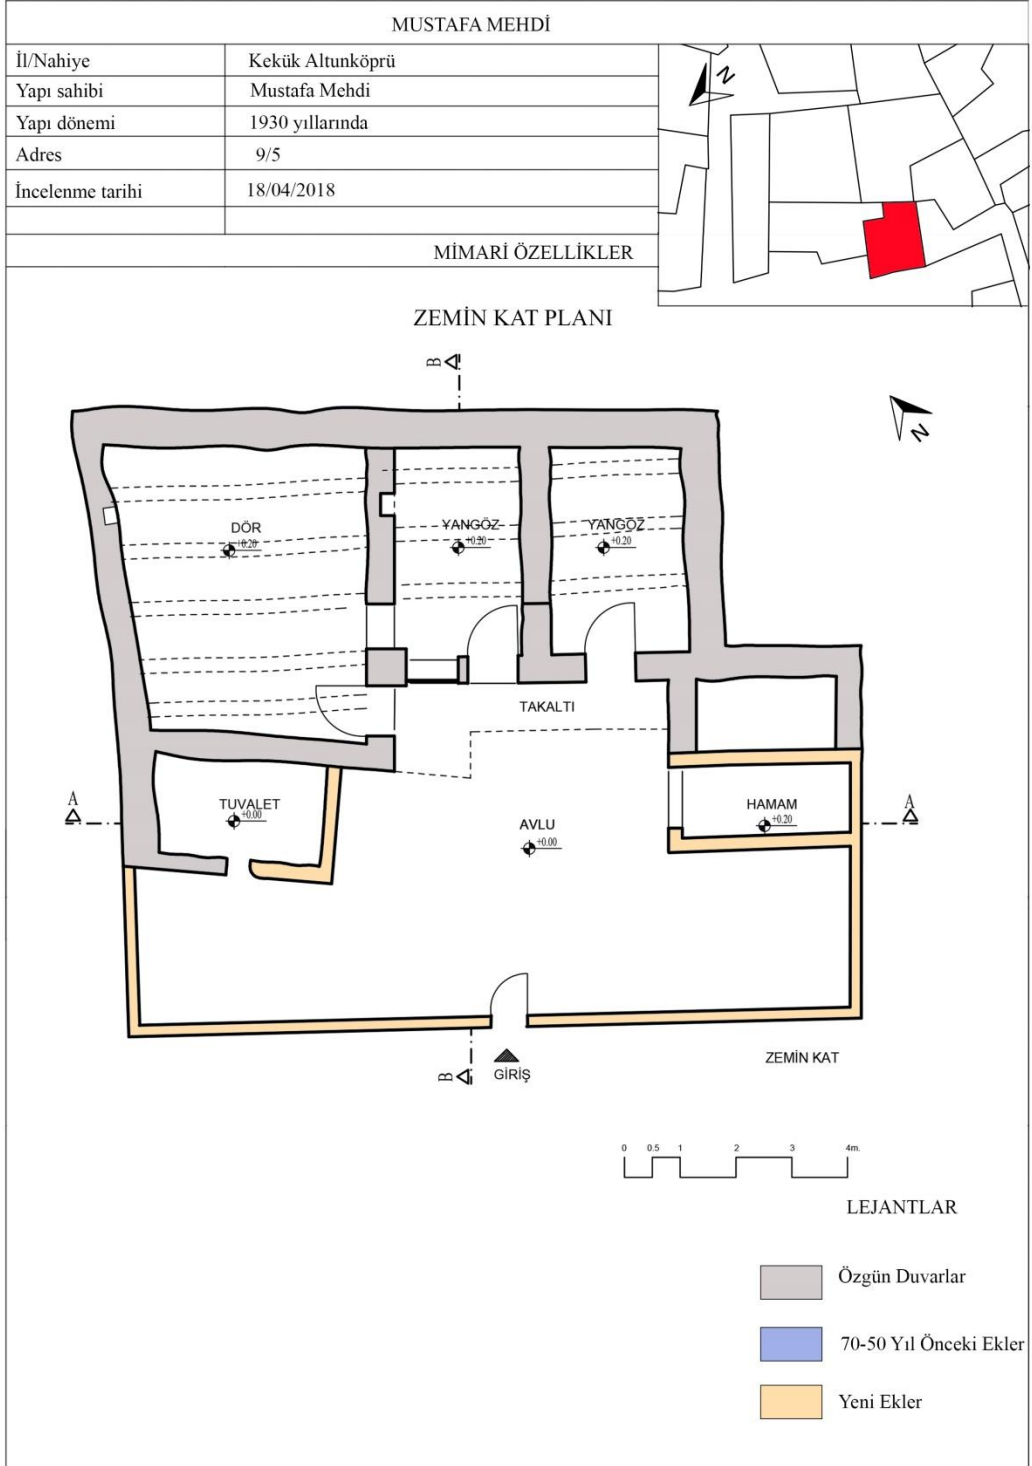 MUSTAFA MEHDİ
İl/Nahiye Kekük Altunköprü
Yapı sahibi Mustafa Mehdi
Yapı dönemi 1930 yıllarında
Adres 9/5
İncelenme tarihi 18/04/2018
N
MİMARİ ÖZELLİKLER
ZEMİN KAT PLANI
B
N
DÖR
+0.20
YANGÖZ
+0.20
YANGÖZ
+0.20
TAKALTI
A
TUVALET
+0.00
AVLU
+0.00
HAMAM
+0.20
A
B
GİRİŞ
ZEMİN KAT
0 0.5 1 2 3 4m.
LEJANTLAR
Özgün Duvarlar
70-50 Yıl Önceki Ekler
Yeni Ekler